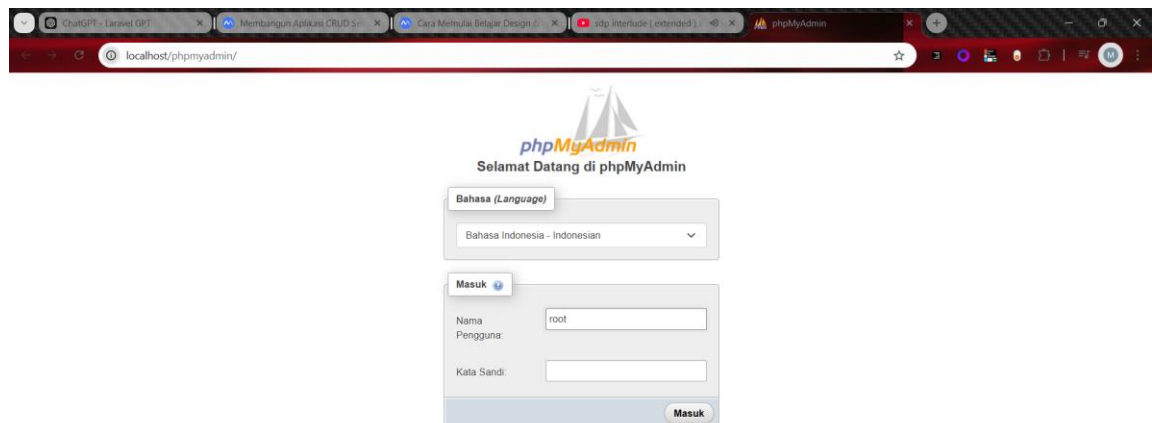 ChatGPT - Laravel GPT
Membangun Aplikasi CRUD Se
Cara Memulai Belajar Design
sdp interlude ( extended )
phpMyAdmin
localhost/phpmyadmin/
M
phpMyAdmin
Selamat Datang di phpMyAdmin
Bahasa (Language)
Bahasa Indonesia - Indonesian
Masuk
Nama
Pengguna:
root
Kata Sandi:
Masuk